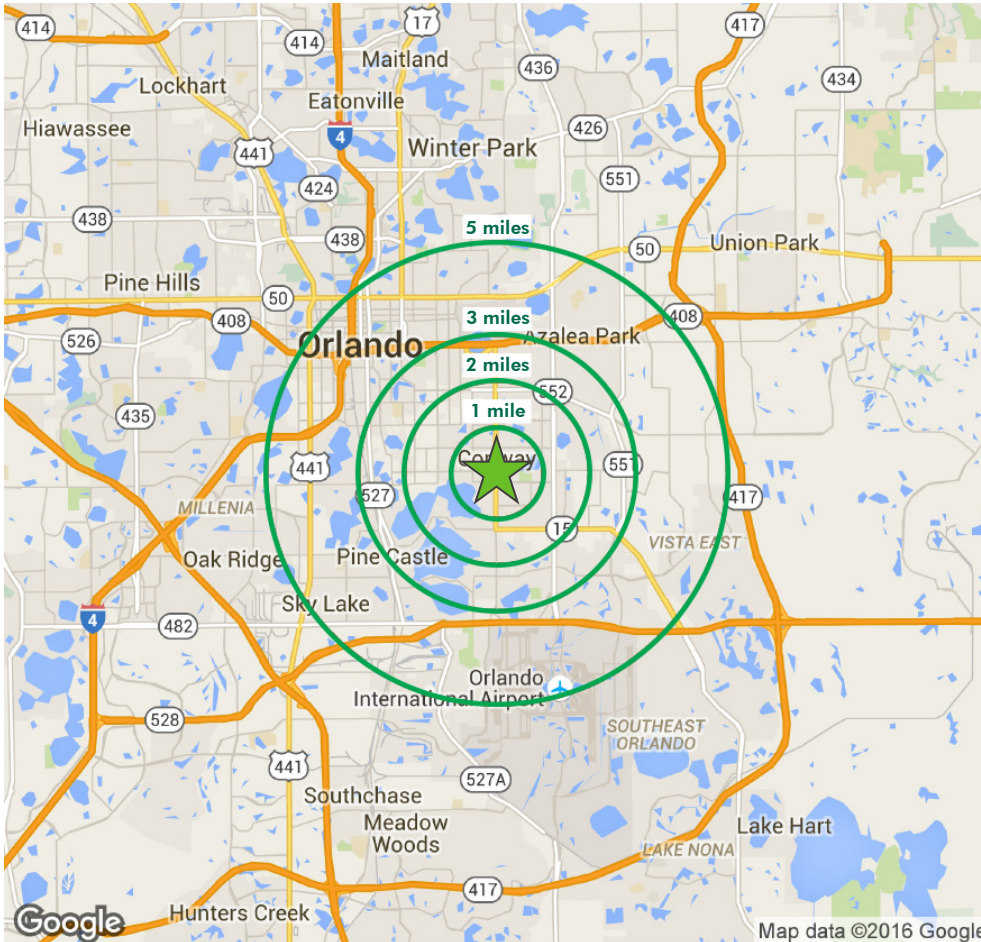 414
17
417
414
Maitland
436
434
Lockhart
Eatonville
Hiawassee
4
426
441
Winter Park
551
424
438
438
5 miles
50
Union Park
Pine Hills
50
408
408
3 miles
526
Orlando
Azalea Park
2 miles
552
435
1 mile
Conway
441
551
527
417
MILLENIA
15
VISTA EAST
Oak Ridge
Pine Castle
Sky Lake
4
482
Orlando
International Airport
528
SOUTHEAST
ORLANDO
441
527A
Southchase
Meadow
Woods
Lake Hart
LAKE NONA
417
Hunters Creek
Google
Map data ©2016 Google